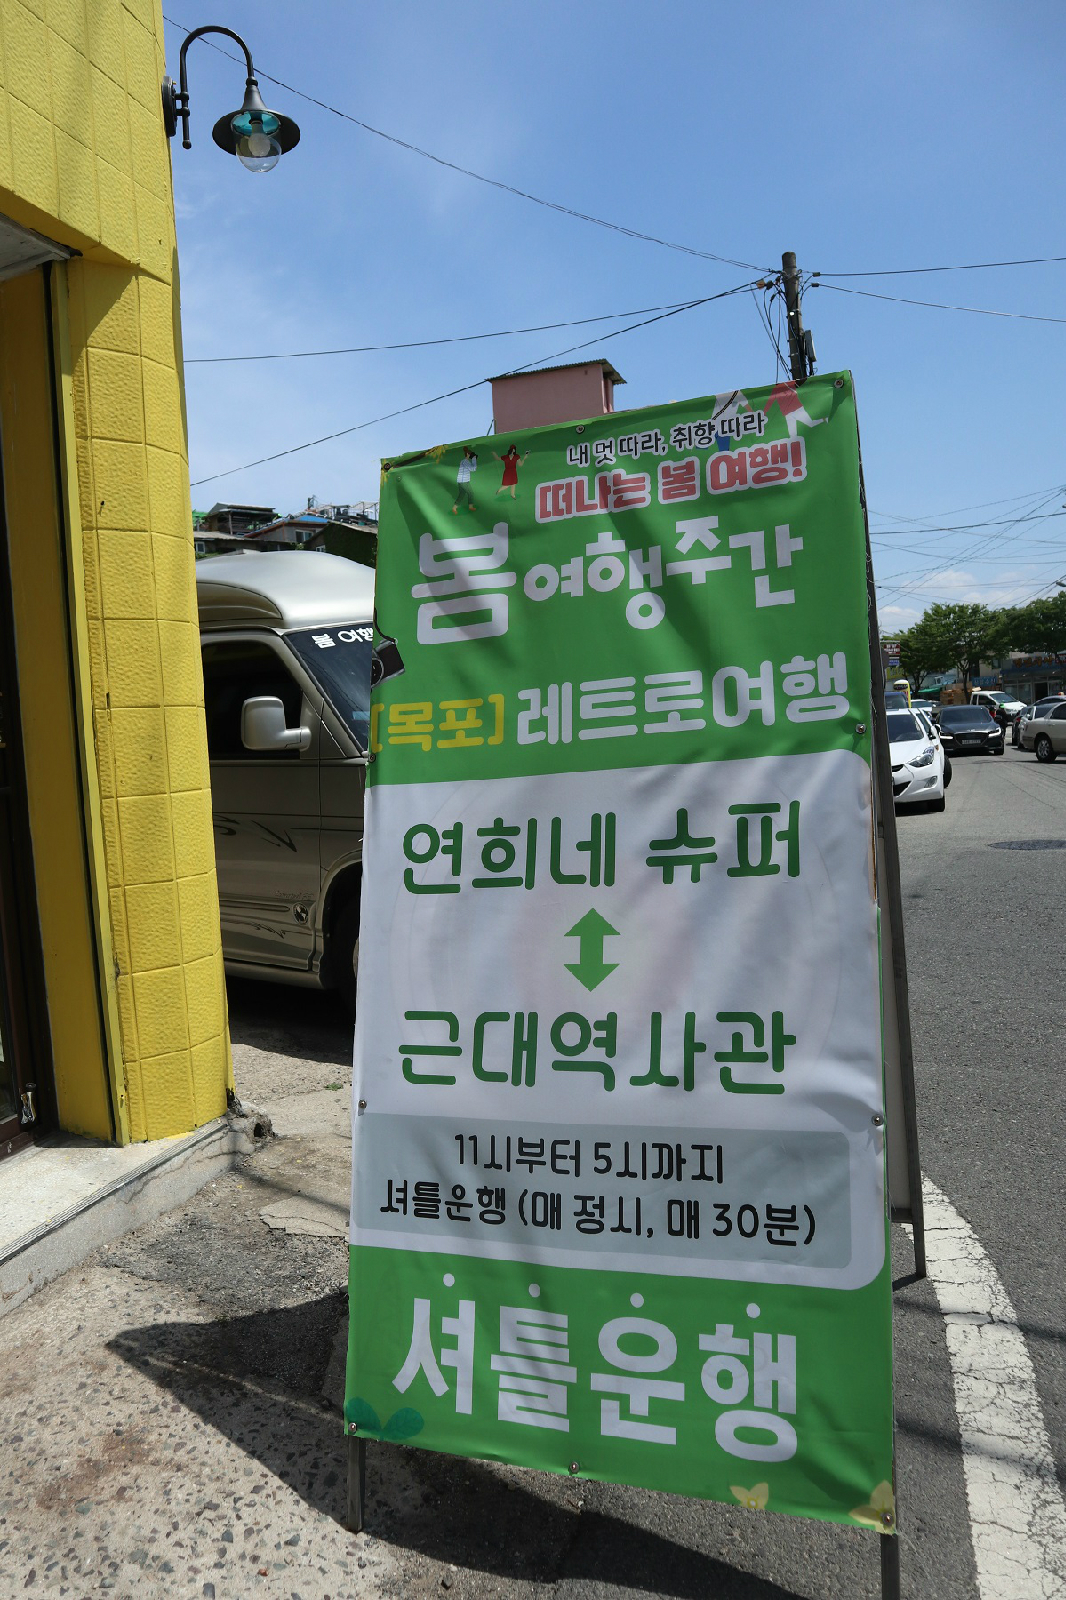 내 멋 따라, 취향 따라
떠나는 봄 여행!
봄 여행주간
[목포] 레트로여행
연희네 슈퍼
근대역사관
11시부터 5시까지
셔틀운행 (매 정시, 매 30분)
셔틀운행
봄 여행